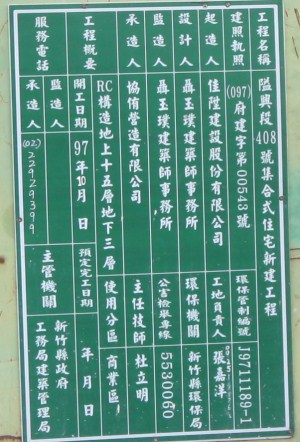 工程名稱 隘興段408號集合式住宅新建工程
建照執照 (097)府建字第00543號 環保管制編號 J9711189-1
起造人 佳陞建設股份有限公司 工地負責人 張嘉洋
設計人 聶玉璞建築師事務所 環保機關 新竹縣環保局
監造人 聶玉璞建築師事務所 公害檢舉專線 5530060
承造人 協侑營造有限公司 主任技師 杜立明
工程概要 RC構造地上十五層地下三層 使用分區 商業區
開工日期 97年10月 日 預定完工日期 年 月 日
服務電話 監造人 主管機關 新竹縣政府
承造人 (02)22929399 工務局建築管理局